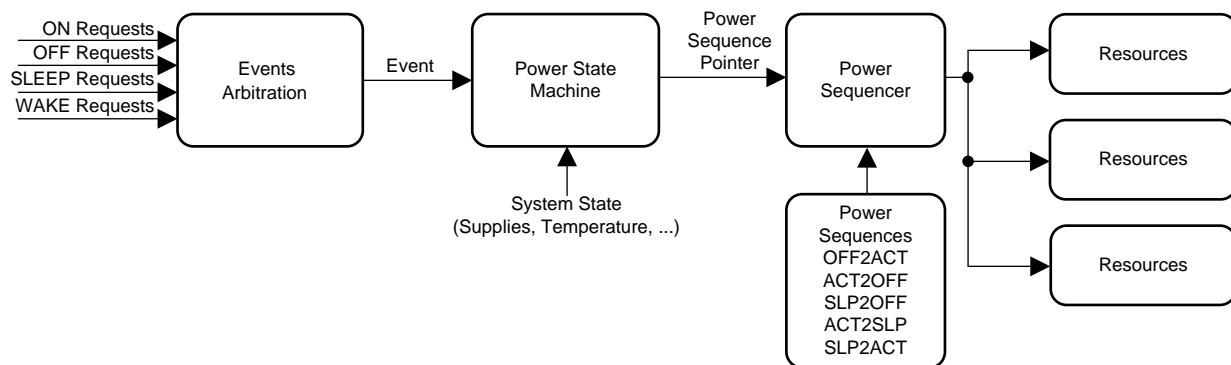 ON Requests
OFF Requests
SLEEP Requests
WAKE Requests
Events
Arbitration
Event
Power State
Machine
System State
(Supplies, Temperature, ...)
Power
Sequence
Pointer
Power
Sequencer
Power
Sequences
OFF2ACT
ACT2OFF
SLP2OFF
ACT2SLP
SLP2ACT
Resources
Resources
Resources